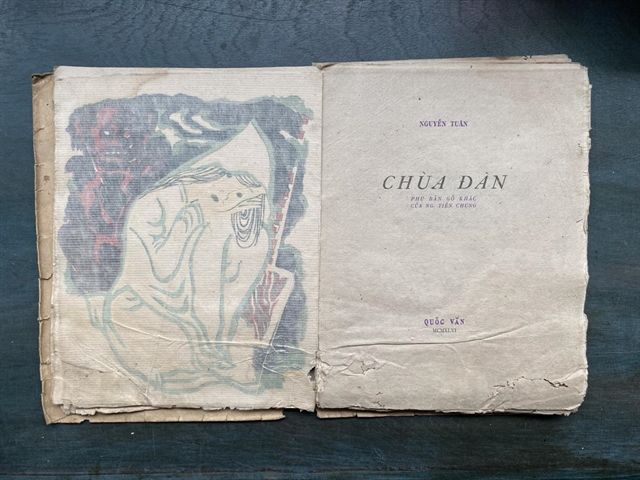 NGUYỄN TUÂN
CHÙA ĐÀN
PHỤ BẢN GỖ KHẮC
CỦA NG. TIẾN CHUNG
QUỐC VĂN
MCMXLVI